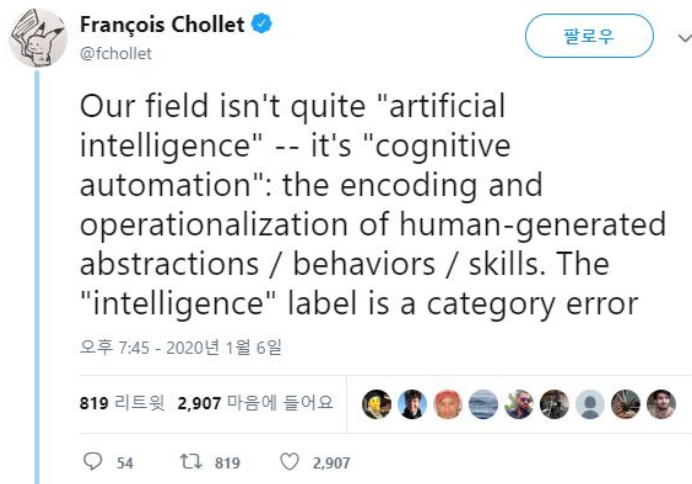 François Chollet
팔로우
@fchollet
Our field isn't quite "artificial
intelligence" -- it's "cognitive
automation": the encoding and
operationalization of human-generated
abstractions / behaviors / skills. The
"intelligence" label is a category error
오후 7:45 - 2020년 1월 6일
819 리트윗 2,907 마음에 들어요
54 819 2,907